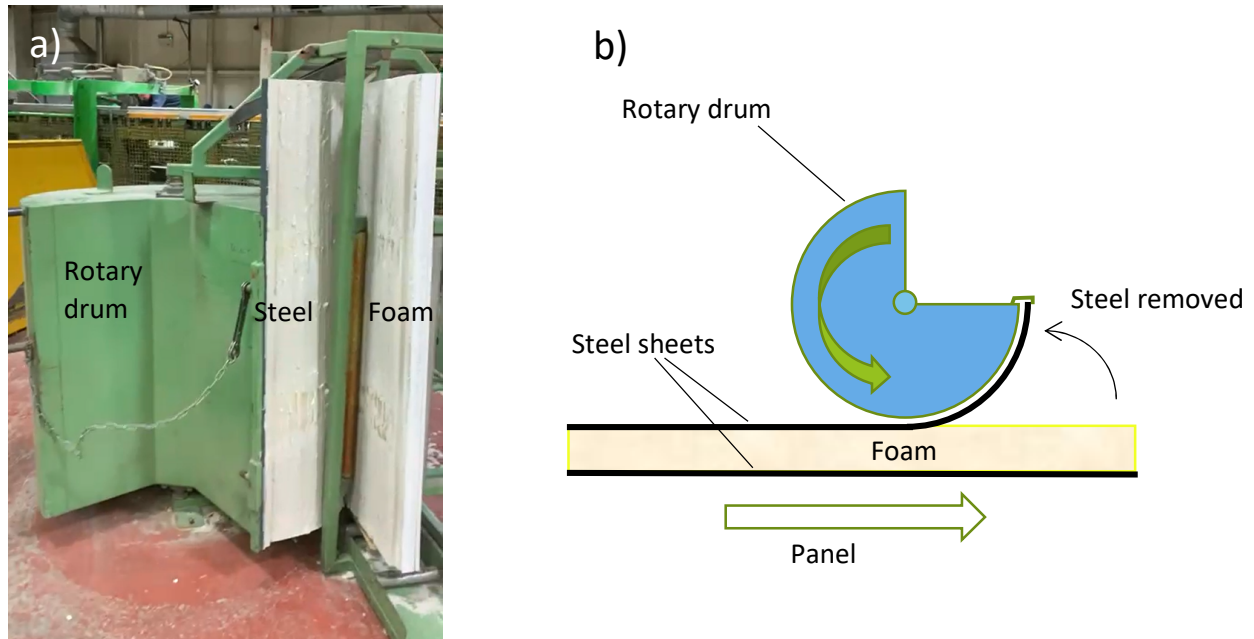 a)
Rotary
drum
Steel
Foam
b)
Rotary drum
Steel removed
Steel sheets
Foam
Panel